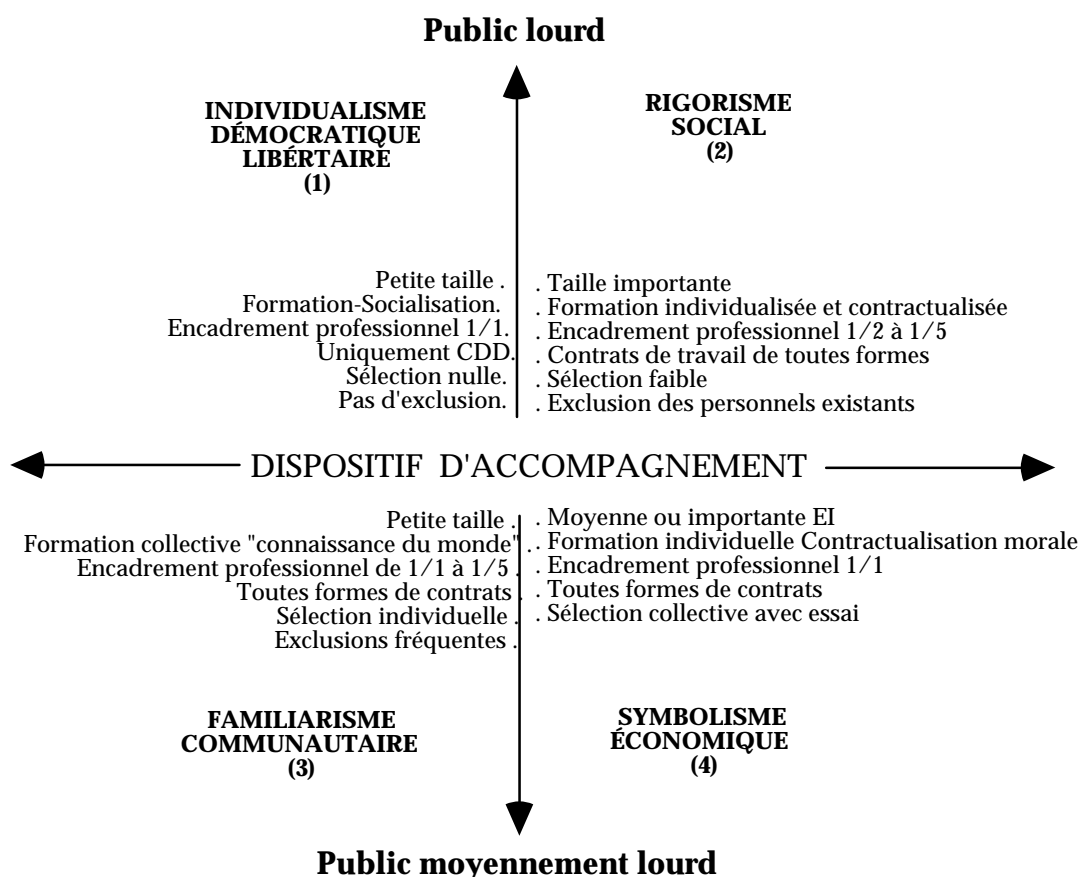 Public lourd
INDIVIDUALISME
DÉMOCRATIQUE
LIBÉRTAIRE
(1)
RIGORISME
SOCIAL
(2)
Petite taille .
Formation-Socialisation.
Encadrement professionnel 1/1.
Uniquement CDD.
Sélection nulle.
Pas d'exclusion.
. Taille importante
. Formation individualisée et contractualisée
. Encadrement professionnel 1/2 à 1/5
. Contrats de travail de toutes formes
. Sélection faible
. Exclusion des personnels existants
DISPOSITIF D'ACCOMPAGNEMENT
Petite taille .
Formation collective "connaissance du monde" .
Encadrement professionnel de 1/1 à 1/5 .
Toutes formes de contrats .
Sélection individuelle .
Exclusions fréquentes .
. Moyenne ou importante EI
. Formation individuelle Contractualisation morale
. Encadrement professionnel 1/1
. Toutes formes de contrats
. Sélection collective avec essai
FAMILIARISME
COMMUNAUTAIRE
(3)
SYMBOLISME
ÉCONOMIQUE
(4)
Public moyennement lourd